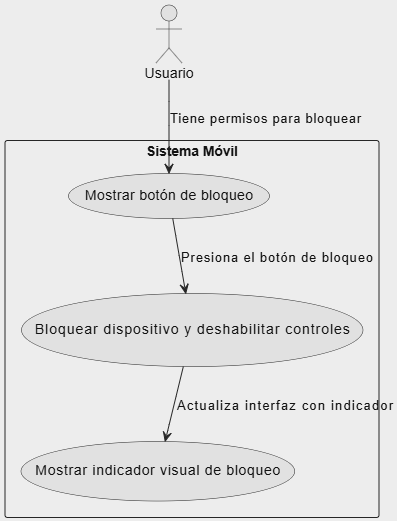 Usuario
Tiene permisos para bloquear
Sistema Móvil
Mostrar botón de bloqueo
Presiona el botón de bloqueo
Bloquear dispositivo y deshabilitar controles
Actualiza interfaz con indicador
Mostrar indicador visual de bloqueo